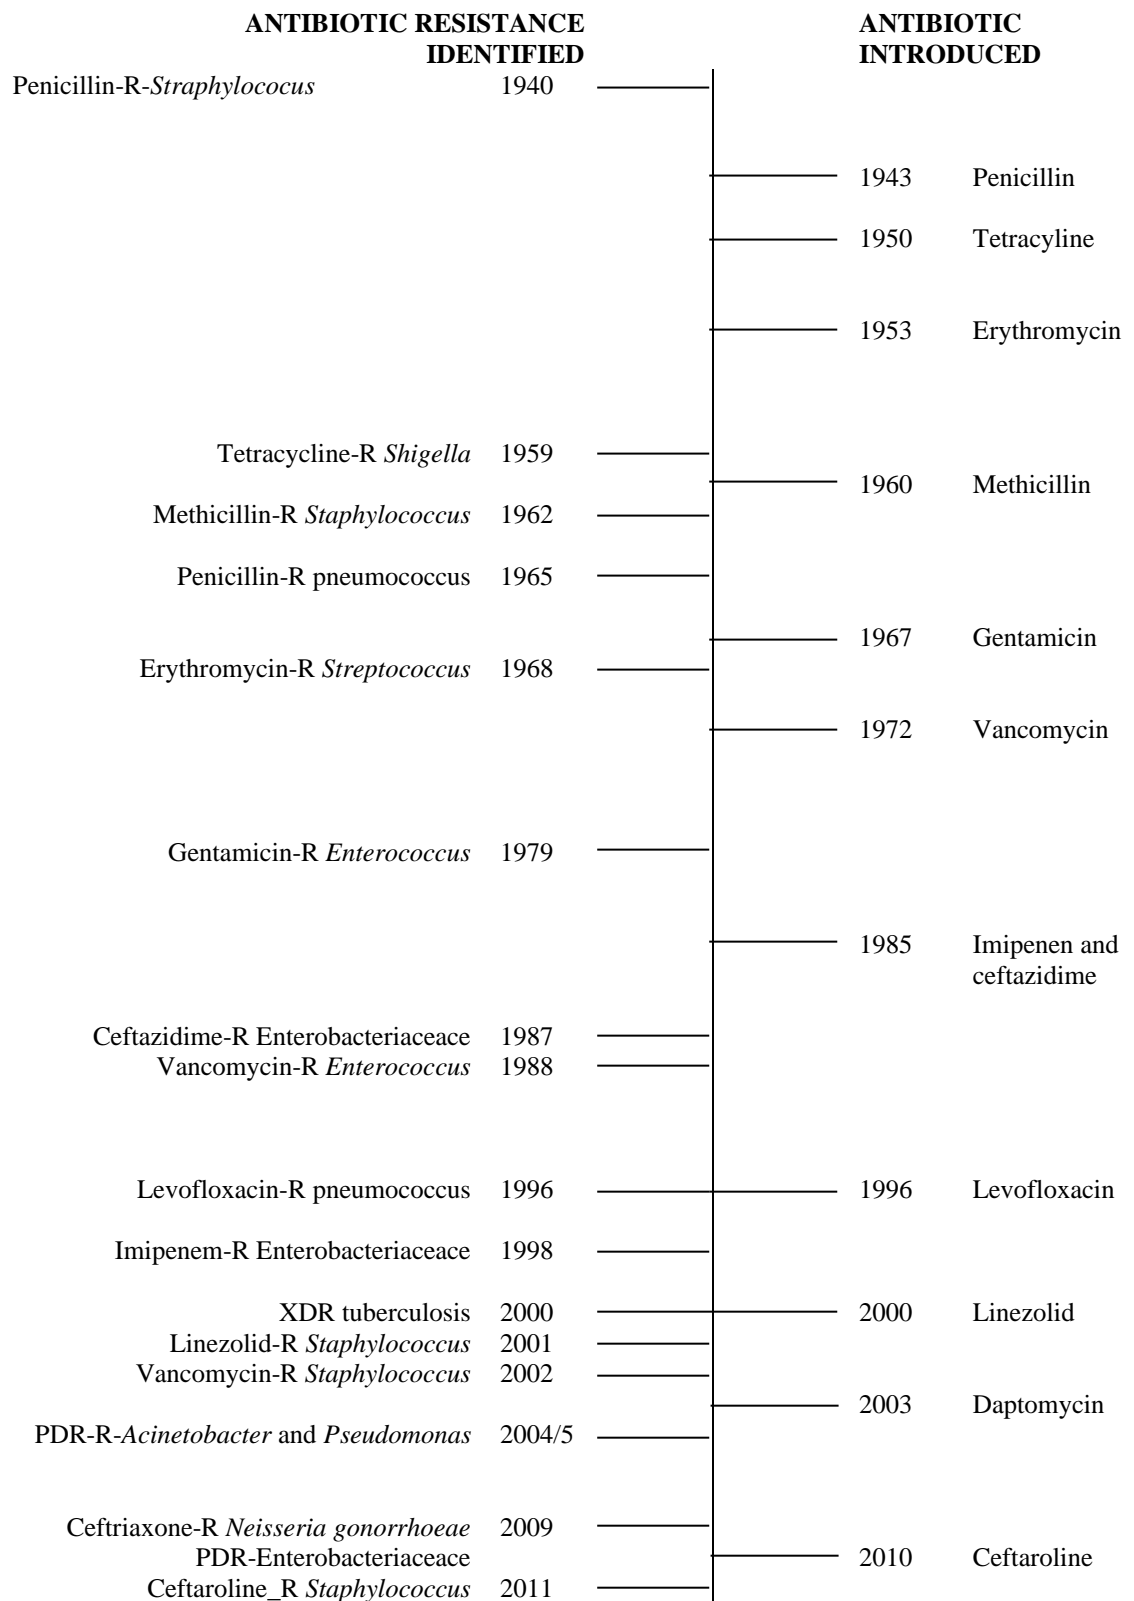 ANTIBIOTIC RESISTANCE IDENTIFIED
ANTIBIOTIC INTRODUCED
Penicillin-R-Straphylococus 1940
1943 Penicillin
1950 Tetracyline
1953 Erythromycin
Tetracycline-R Shigella 1959
1960 Methicillin
Methicillin-R Staphylococcus 1962
Penicillin-R pneumococcus 1965
1967 Gentamicin
Erythromycin-R Streptococcus 1968
1972 Vancomycin
Gentamicin-R Enterococcus 1979
1985 Imipenen and
ceftazidime
Ceftazidime-R Enterobacteriaceace 1987
Vancomycin-R Enterococcus 1988
Levofloxacin-R pneumococcus 1996 1996 Levofloxacin
Imipenem-R Enterobacteriaceace 1998
XDR tuberculosis 2000 2000 Linezolid
Linezolid-R Staphylococcus 2001
Vancomycin-R Staphylococcus 2002
2003 Daptomycin
PDR-R-Acinetobacter and Pseudomonas 2004/5
Ceftriaxone-R Neisseria gonorrhoeae 2009
PDR-Enterobacteriaceace 2010 Ceftaroline
Ceftaroline_R Staphylococcus 2011